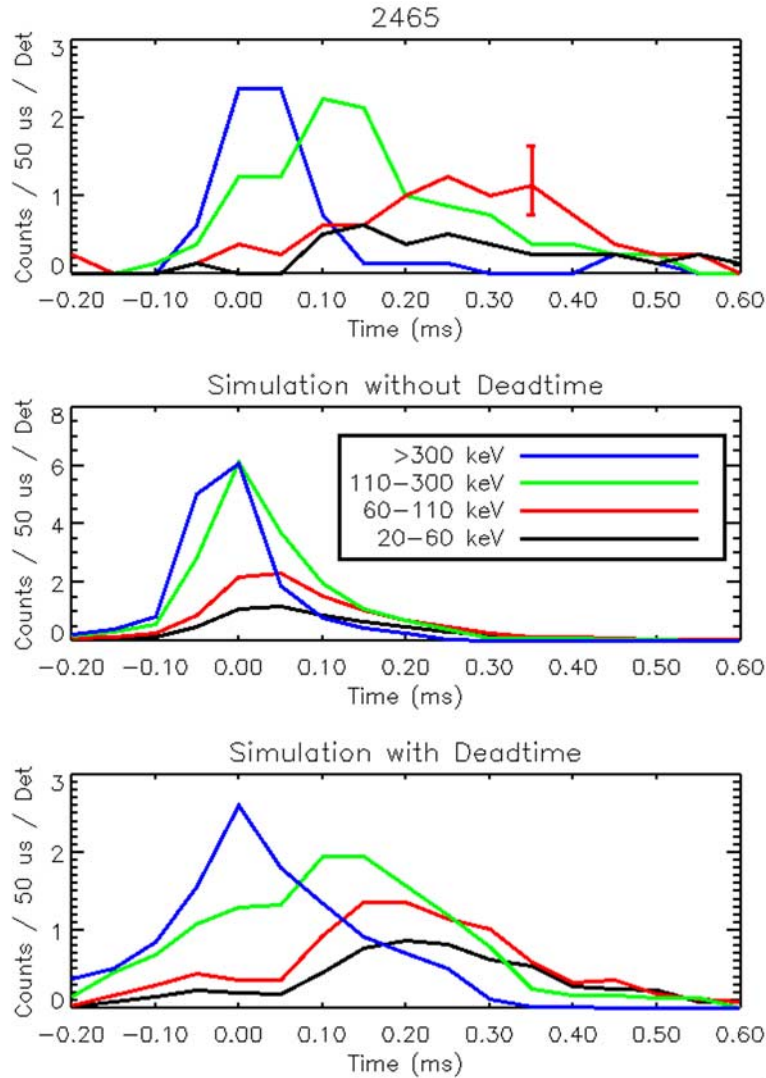 2465
3
2
1
0
Counts / 50 us / Det
−0.20 −0.10 0.00 0.10 0.20 0.30 0.40 0.50 0.60
Time (ms)
Simulation without Deadtime
8
6
4
2
0
Counts / 50 us / Det
>300 keV
110−300 keV
60−110 keV
20−60 keV
−0.20 −0.10 0.00 0.10 0.20 0.30 0.40 0.50 0.60
Time (ms)
Simulation with Deadtime
3
2
1
0
Counts / 50 us / Det
−0.20 −0.10 0.00 0.10 0.20 0.30 0.40 0.50 0.60
Time (ms)